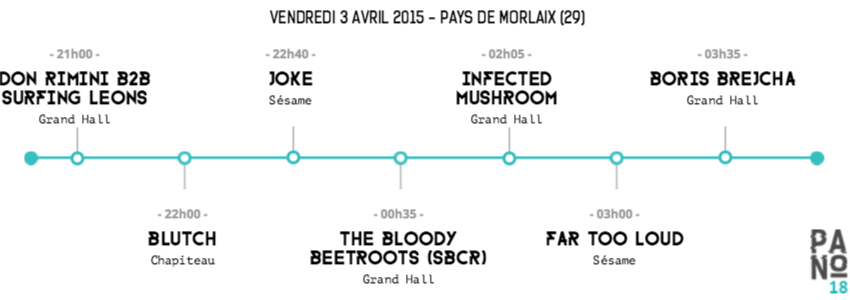 VENDREDI 3 AVRIL 2015 – PAYS DE MORLAIX (29)
- 21h00 -
DON RIMINI B2B
SURFING LEONS
Grand Hall
- 22h00 -
BLUTCH
Chapiteau
- 22h40 -
JOKE
Sésame
- 00h35 -
THE BLOODY
BEETROOTS (SBCR)
Grand Hall
- 02h05 -
INFECTED
MUSHROOM
Grand Hall
- 03h00 -
FAR TOO LOUD
Sésame
- 03h35 -
BORIS BREJCHA
Grand Hall
PA
NO
18